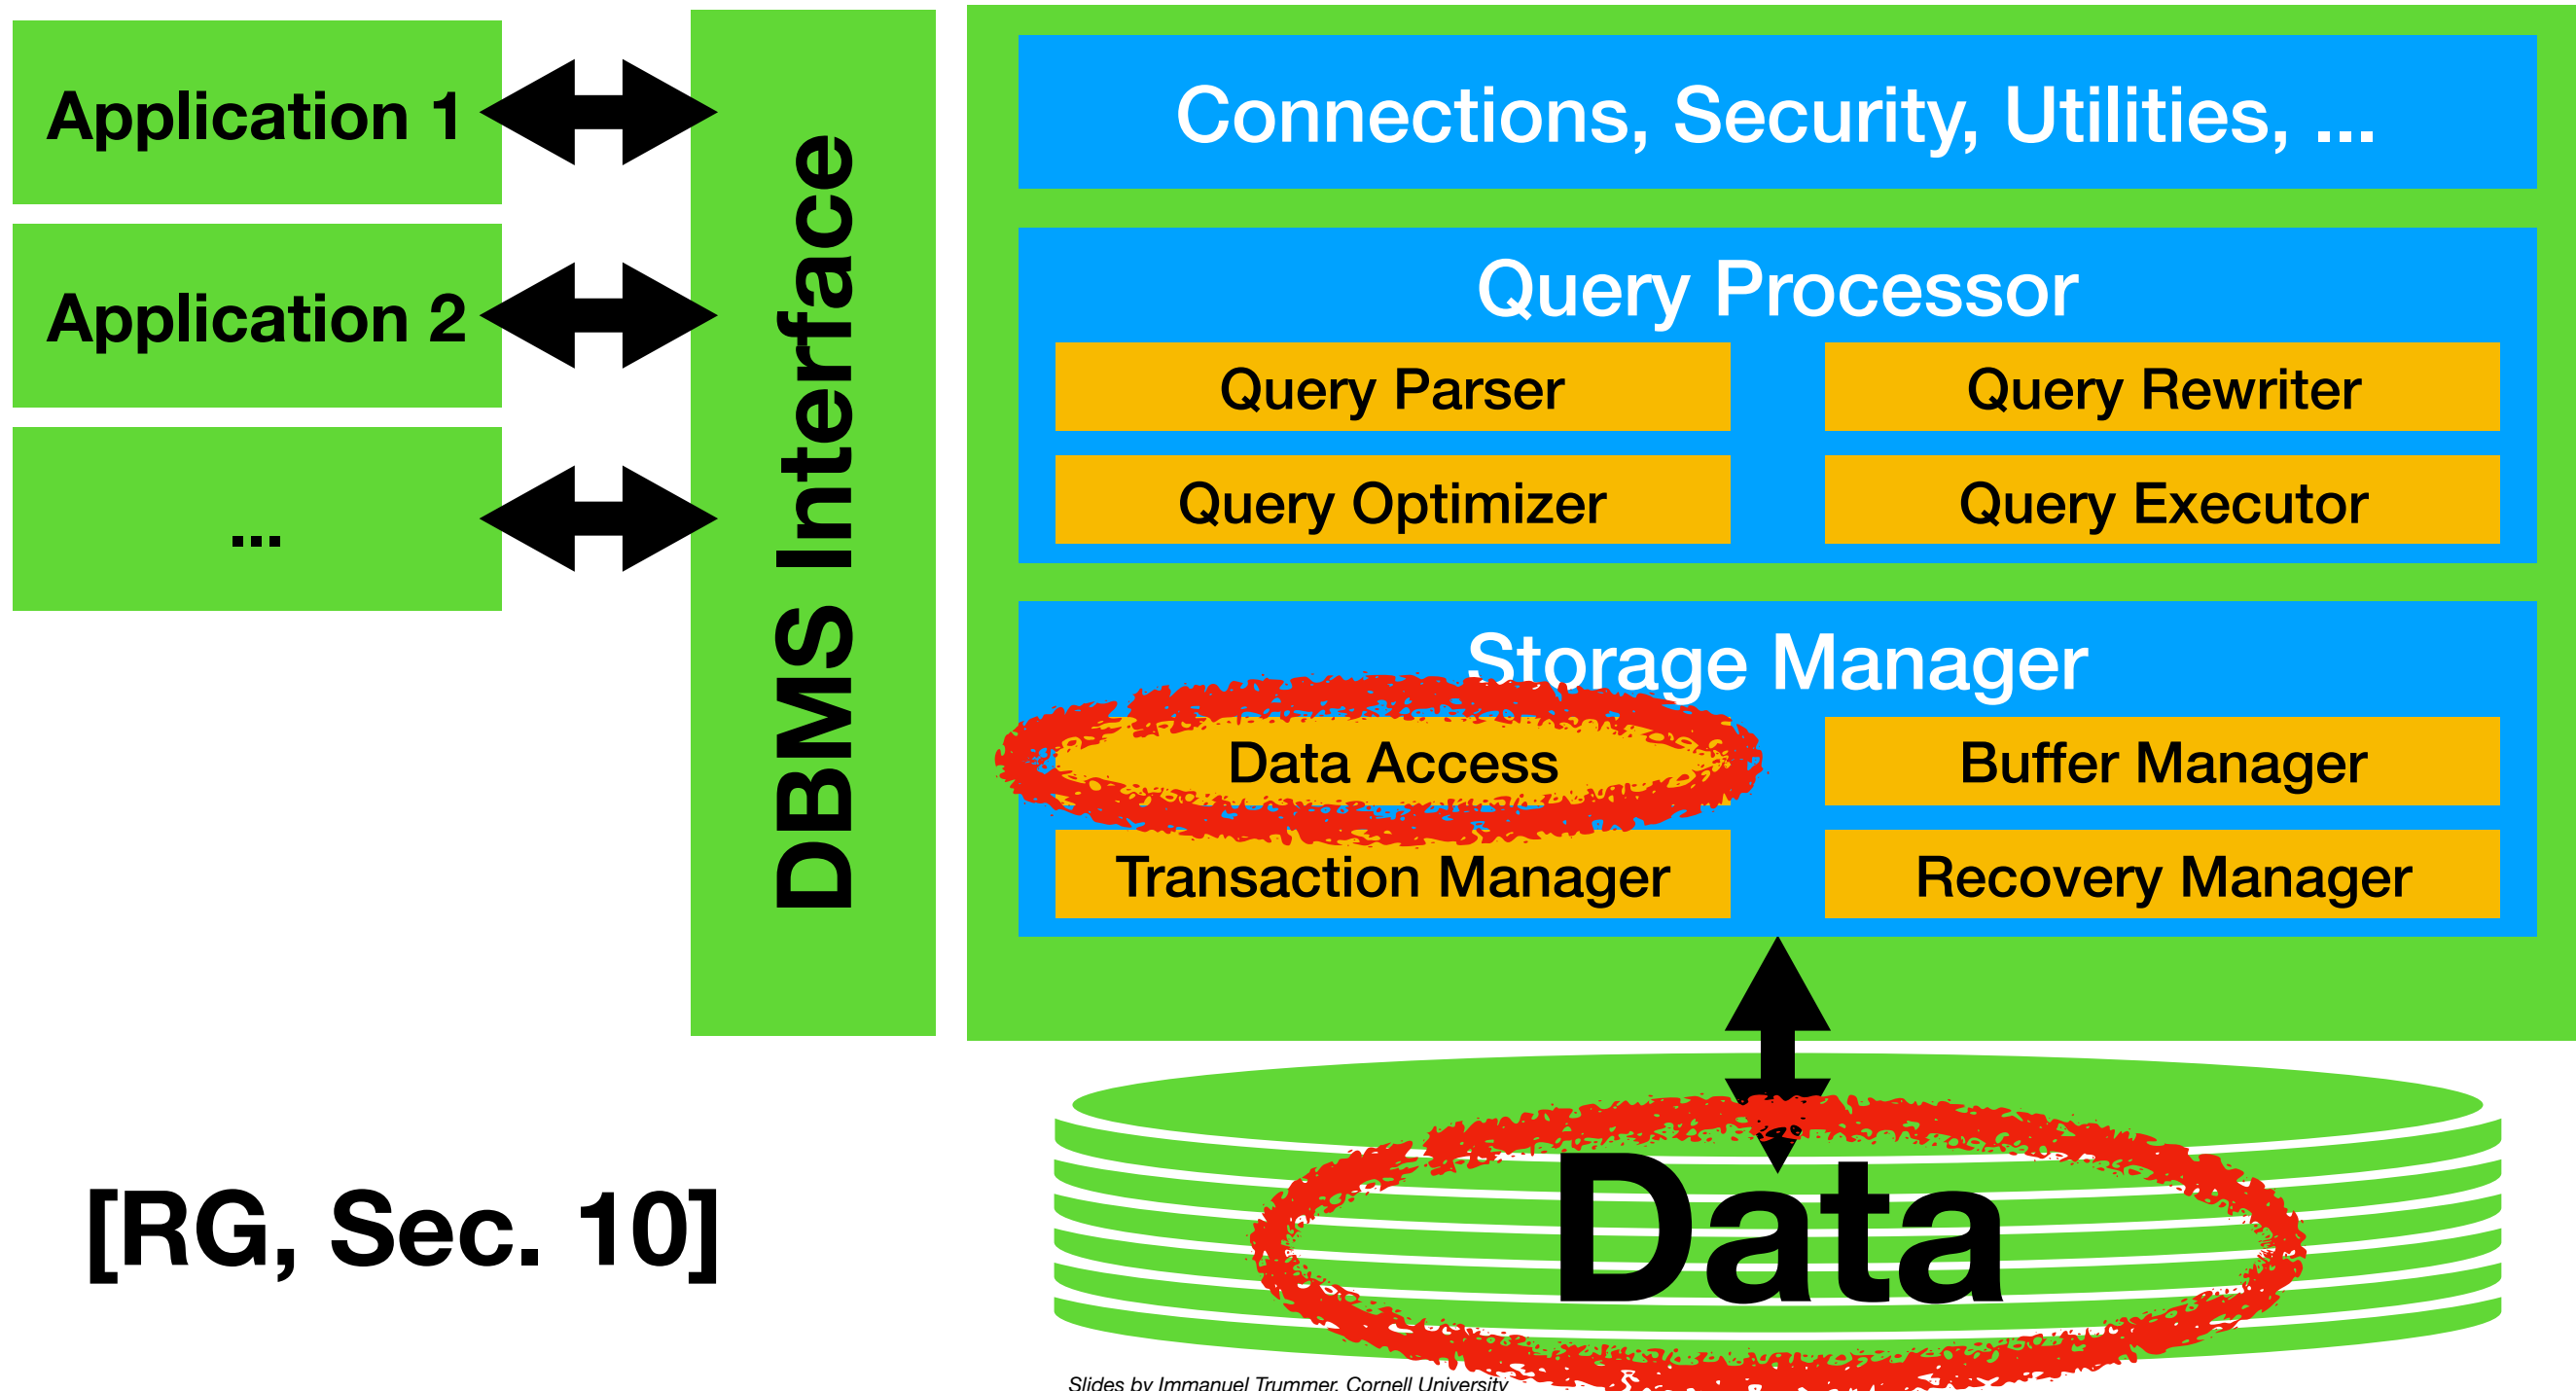 Application 1
Application 2
...
DBMS Interface
Connections, Security, Utilities, ...
Query Processor
Query Parser
Query Rewriter
Query Optimizer
Query Executor
Storage Manager
Data Access
Buffer Manager
Transaction Manager
Recovery Manager
Data
[RG, Sec. 10]
Slides by Immanuel Trummer, Cornell University